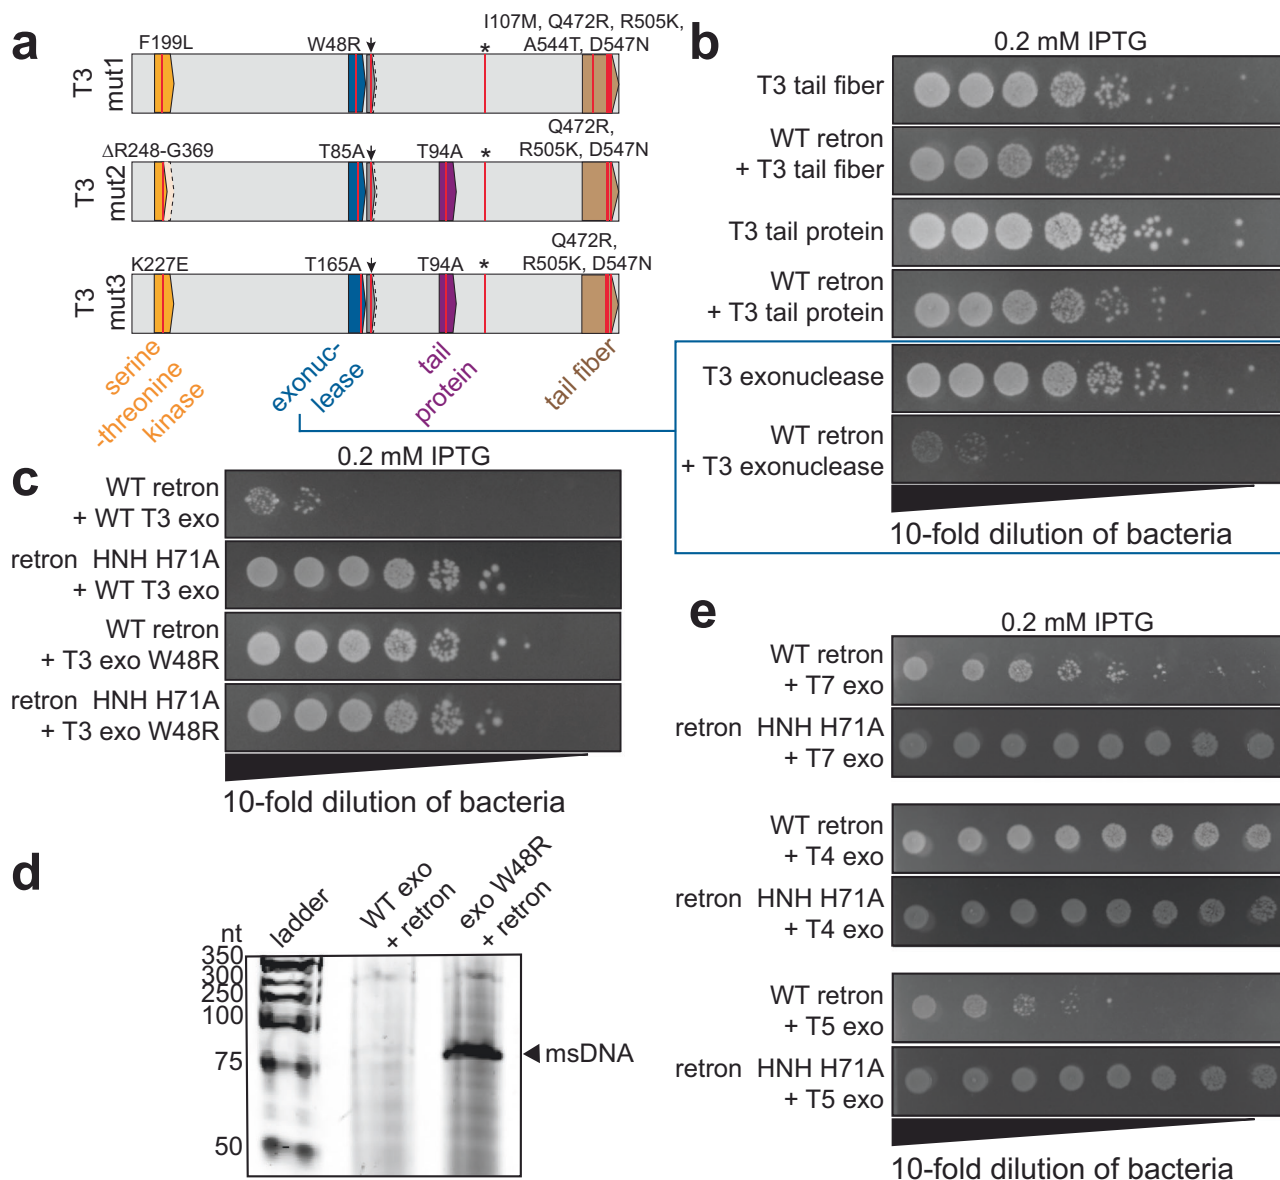 a
T3
mut1
F199L
W48R
*
I107M, Q472R, R505K,
A544T, D547N
T3
mut2
ΔR248-G369
T85A
T94A
*
Q472R,
R505K, D547N
T3
mut3
K227E
T165A
T94A
*
Q472R,
R505K, D547N
serine
-threonine
kinase
exonuc-
lease
tail
protein
tail fiber
b
0.2 mM IPTG
T3 tail fiber
WT retron
+ T3 tail fiber
T3 tail protein
WT retron
+ T3 tail protein
T3 exonuclease
WT retron
+ T3 exonuclease
10-fold dilution of bacteria
c
0.2 mM IPTG
WT retron
+ WT T3 exo
retron HNH H71A
+ WT T3 exo
WT retron
+ T3 exo W48R
retron HNH H71A
+ T3 exo W48R
10-fold dilution of bacteria
d
nt
ladder
WT exo
+ retron
exo W48R
+ retron
350
300
250
100
75
50
msDNA
e
0.2 mM IPTG
WT retron
+ T7 exo
retron HNH H71A
+ T7 exo
WT retron
+ T4 exo
retron HNH H71A
+ T4 exo
WT retron
+ T5 exo
retron HNH H71A
+ T5 exo
10-fold dilution of bacteria